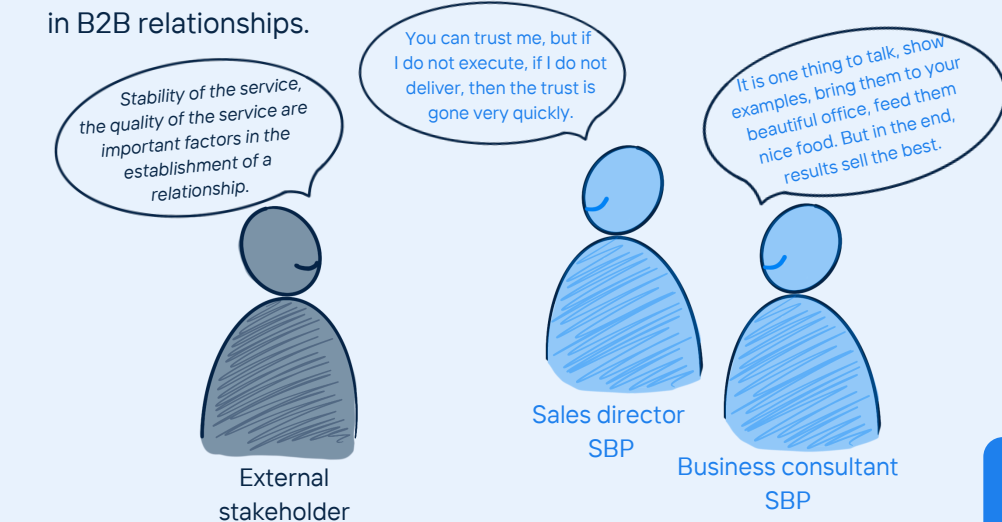 in B2B relationships.
Stability of the service,
the quality of the service are
important factors in the
establishment of a
relationship.
You can trust me, but if
I do not execute, if I do not
deliver, then the trust is
gone very quickly.
It is one thing to talk, show
examples, bring them to your
beautiful office, feed them
nice food. But in the end,
results sell the best.
External
stakeholder
Sales director
SBP
Business consultant
SBP